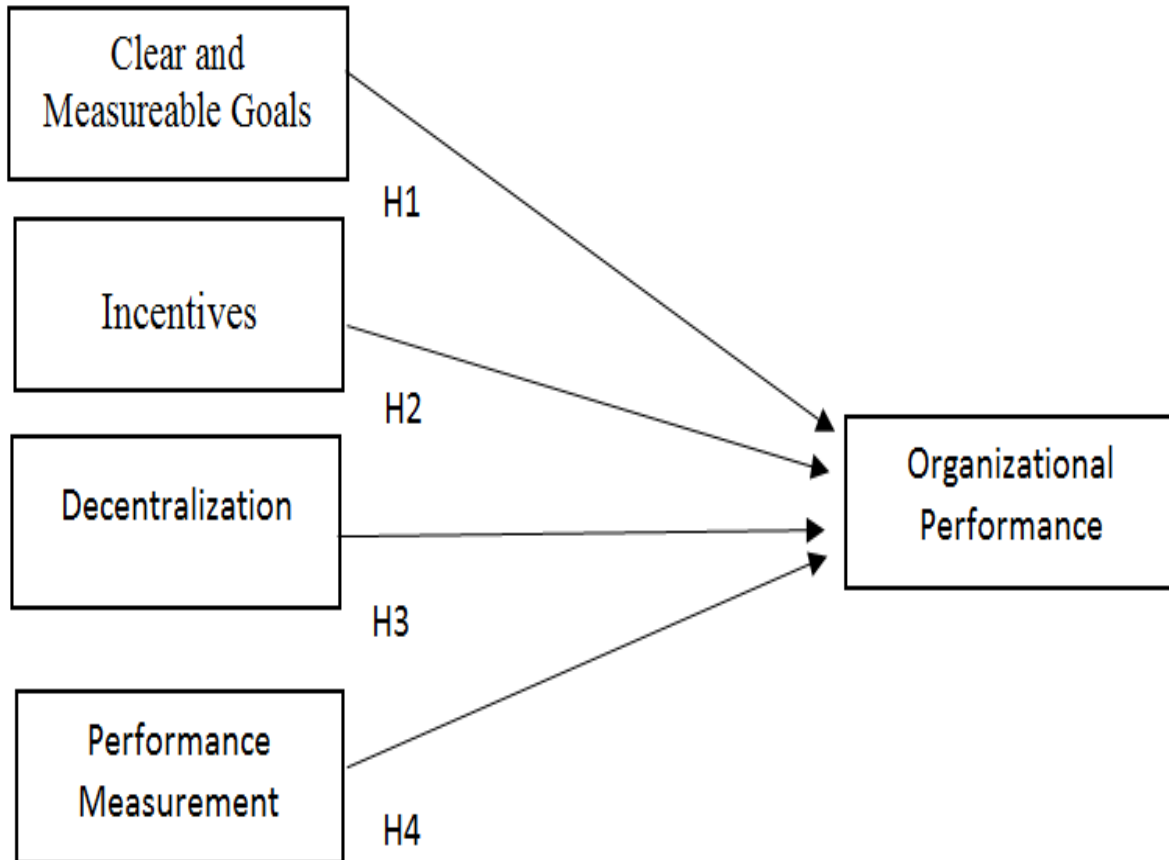 Clear and
Measureable Goals
H1
Incentives
H2
Decentralization
H3
Performance
Measurement
H4
Organizational
Performance